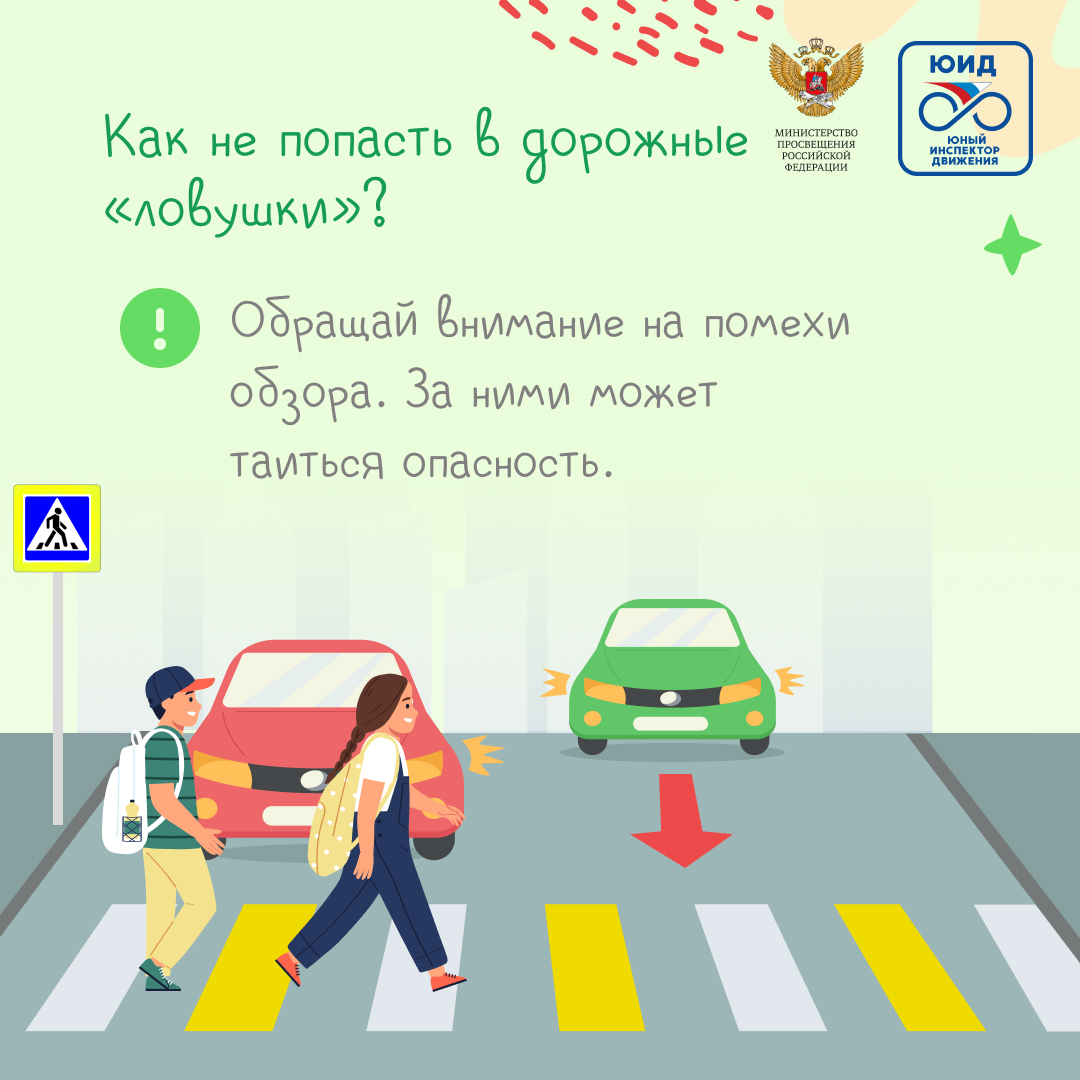 ЮИД
МИНИСТЕРСТВО
ПРОСВЕЩЕНИЯ
РОССИЙСКОЙ
ФЕДЕРАЦИИ
ЮНЫЙ
ИНСПЕКТОР
ДВИЖЕНИЯ
Как не попасть в дорожные
«ловушки»?
!
Обращай внимание на помехи
обзора. За ними может
таиться опасность.